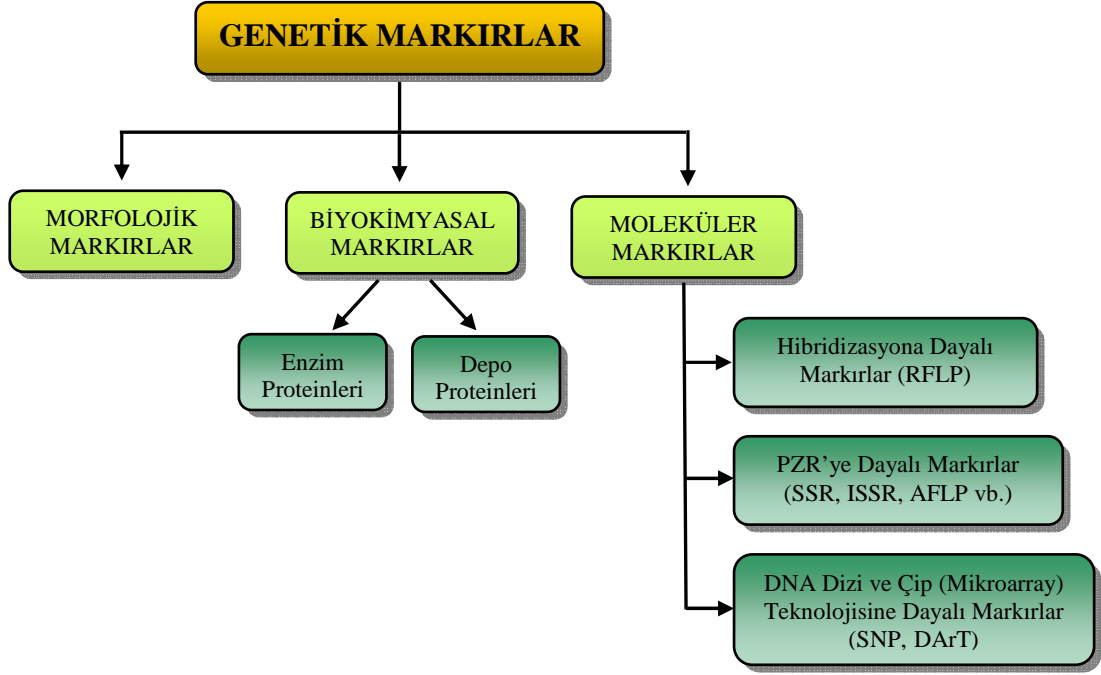 GENETİK MARKIRLAR
MORFOLOJİK
MARKIRLAR
BİYOKİMYASAL
MARKIRLAR
MOLEKÜLER
MARKIRLAR
Enzim
Proteinleri
Depo
Proteinleri
Hibridizasyona Dayalı
Markırlar (RFLP)
PZR’ye Dayalı Markırlar
(SSR, ISSR, AFLP vb.)
DNA Dizi ve Çip (Mikroarray)
Teknolojisine Dayalı Markırlar
(SNP, DArT)